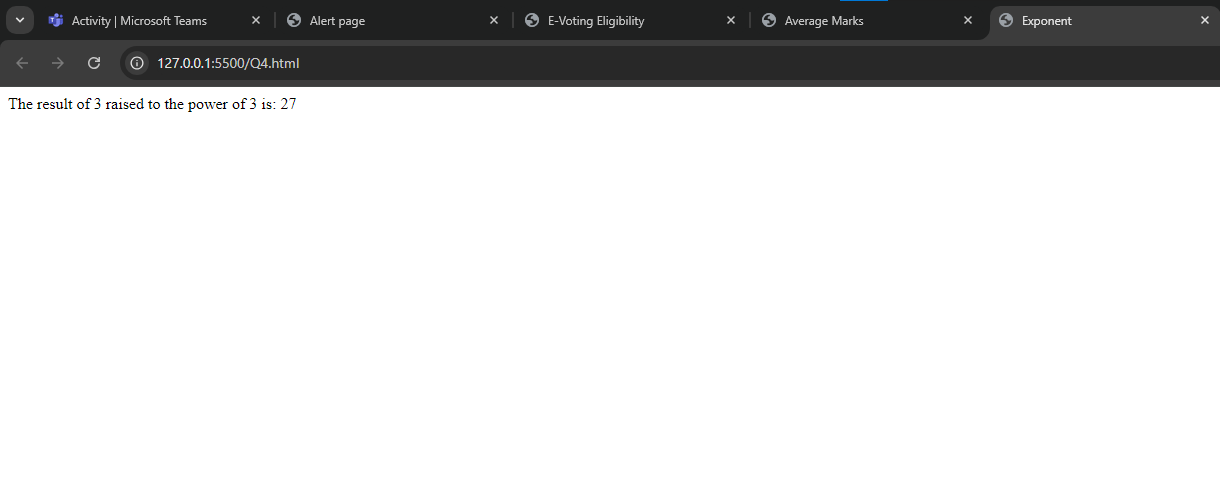 Activity | Microsoft Teams
Alert page
E-Voting Eligibility
Average Marks
Exponent
127.0.0.1:5500/Q4.html
The result of 3 raised to the power of 3 is: 27